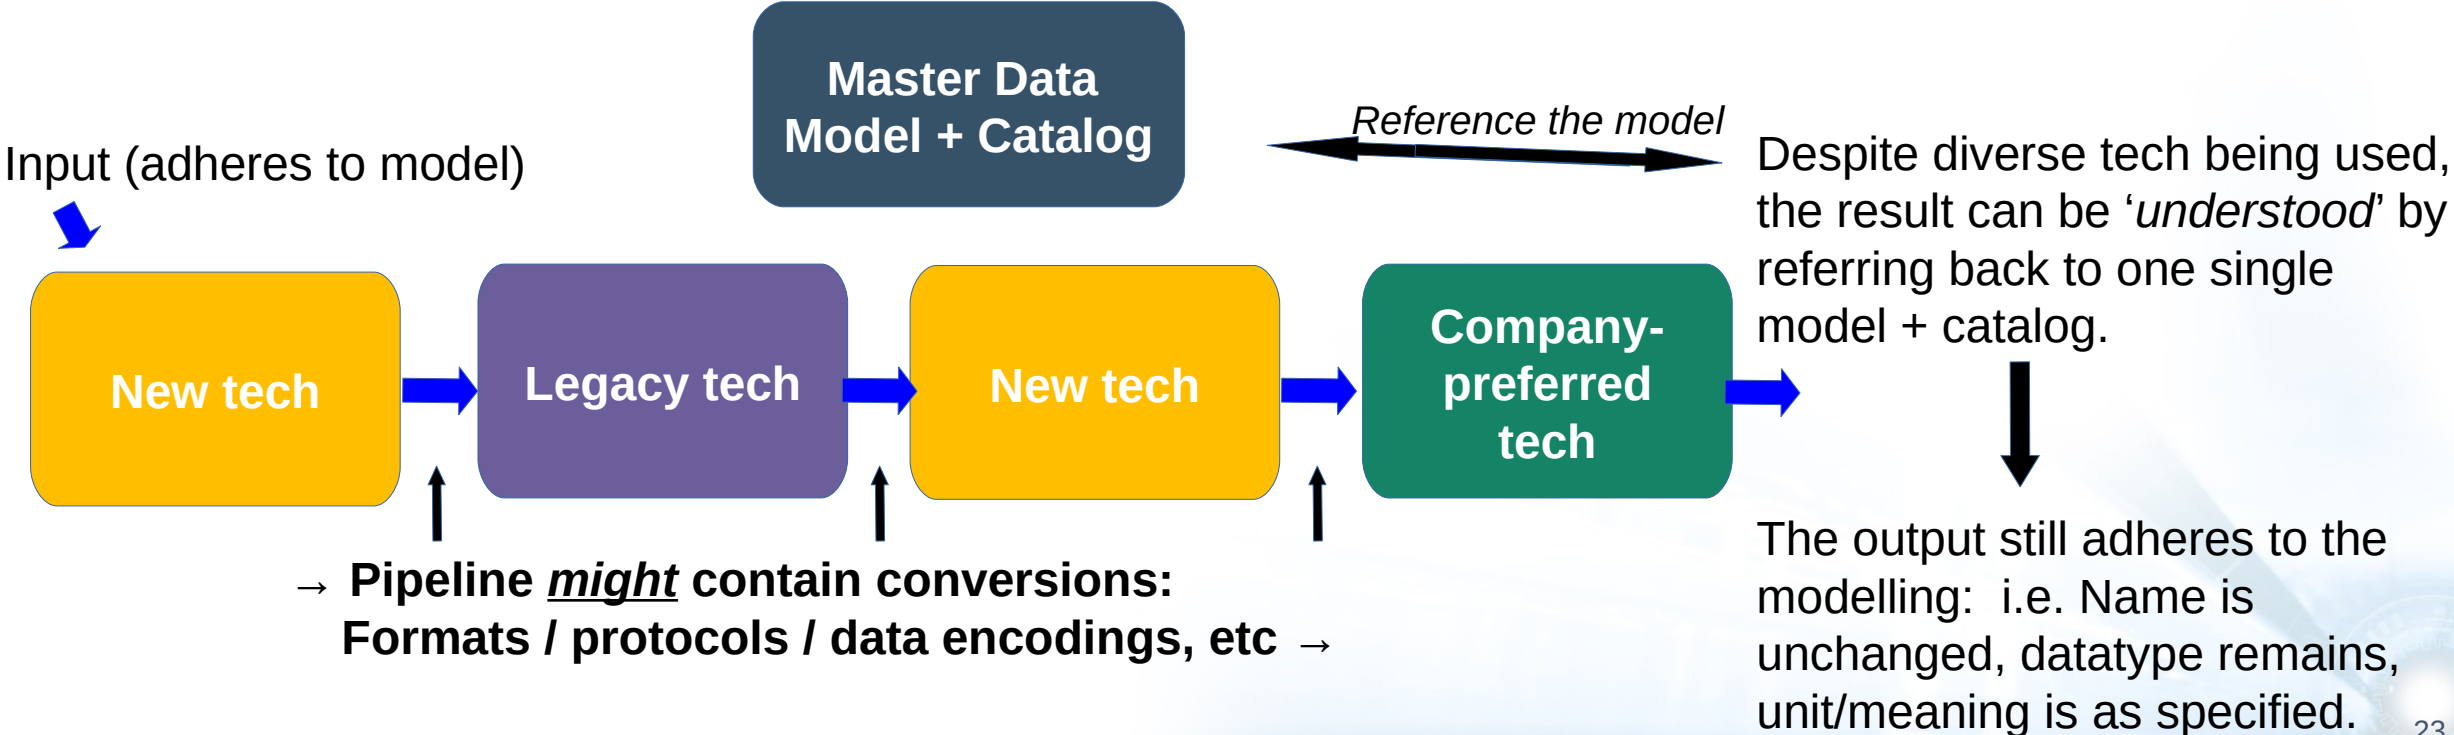 Master Data
Model + Catalog
Reference the model
Input (adheres to model)
Despite diverse tech being used,
the result can be ‘understood’ by
referring back to one single
model + catalog.
New tech
Legacy tech
New tech
Company-
preferred
tech
→ Pipeline might contain conversions:
Formats / protocols / data encodings, etc →
The output still adheres to the
modelling:  i.e. Name is
unchanged, datatype remains,
unit/meaning is as specified.
23